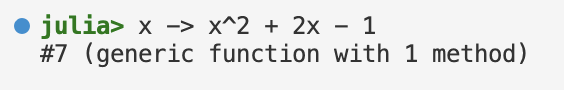 julia> x -> x^2 + 2x - 1
#7 (generic function with 1 method)